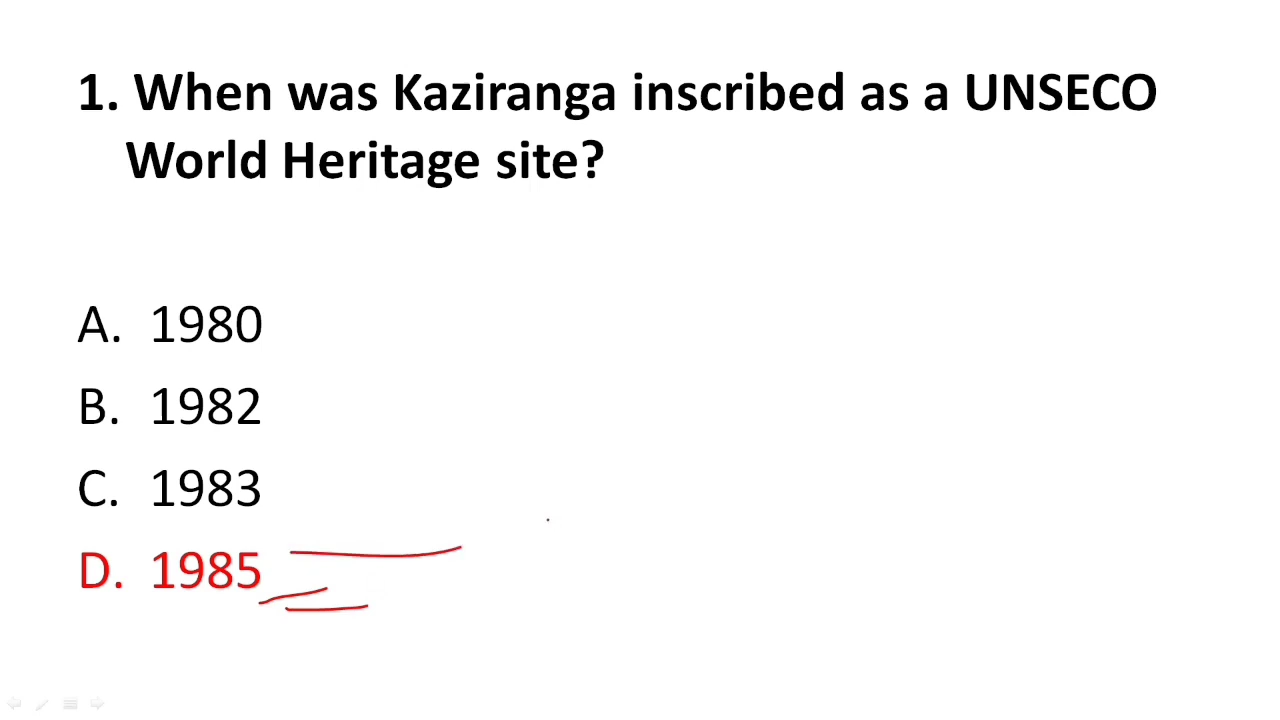 1. When was Kaziranga inscribed as a UNSECO
World Heritage site?
A. 1980
B. 1982
C. 1983
D. 1985